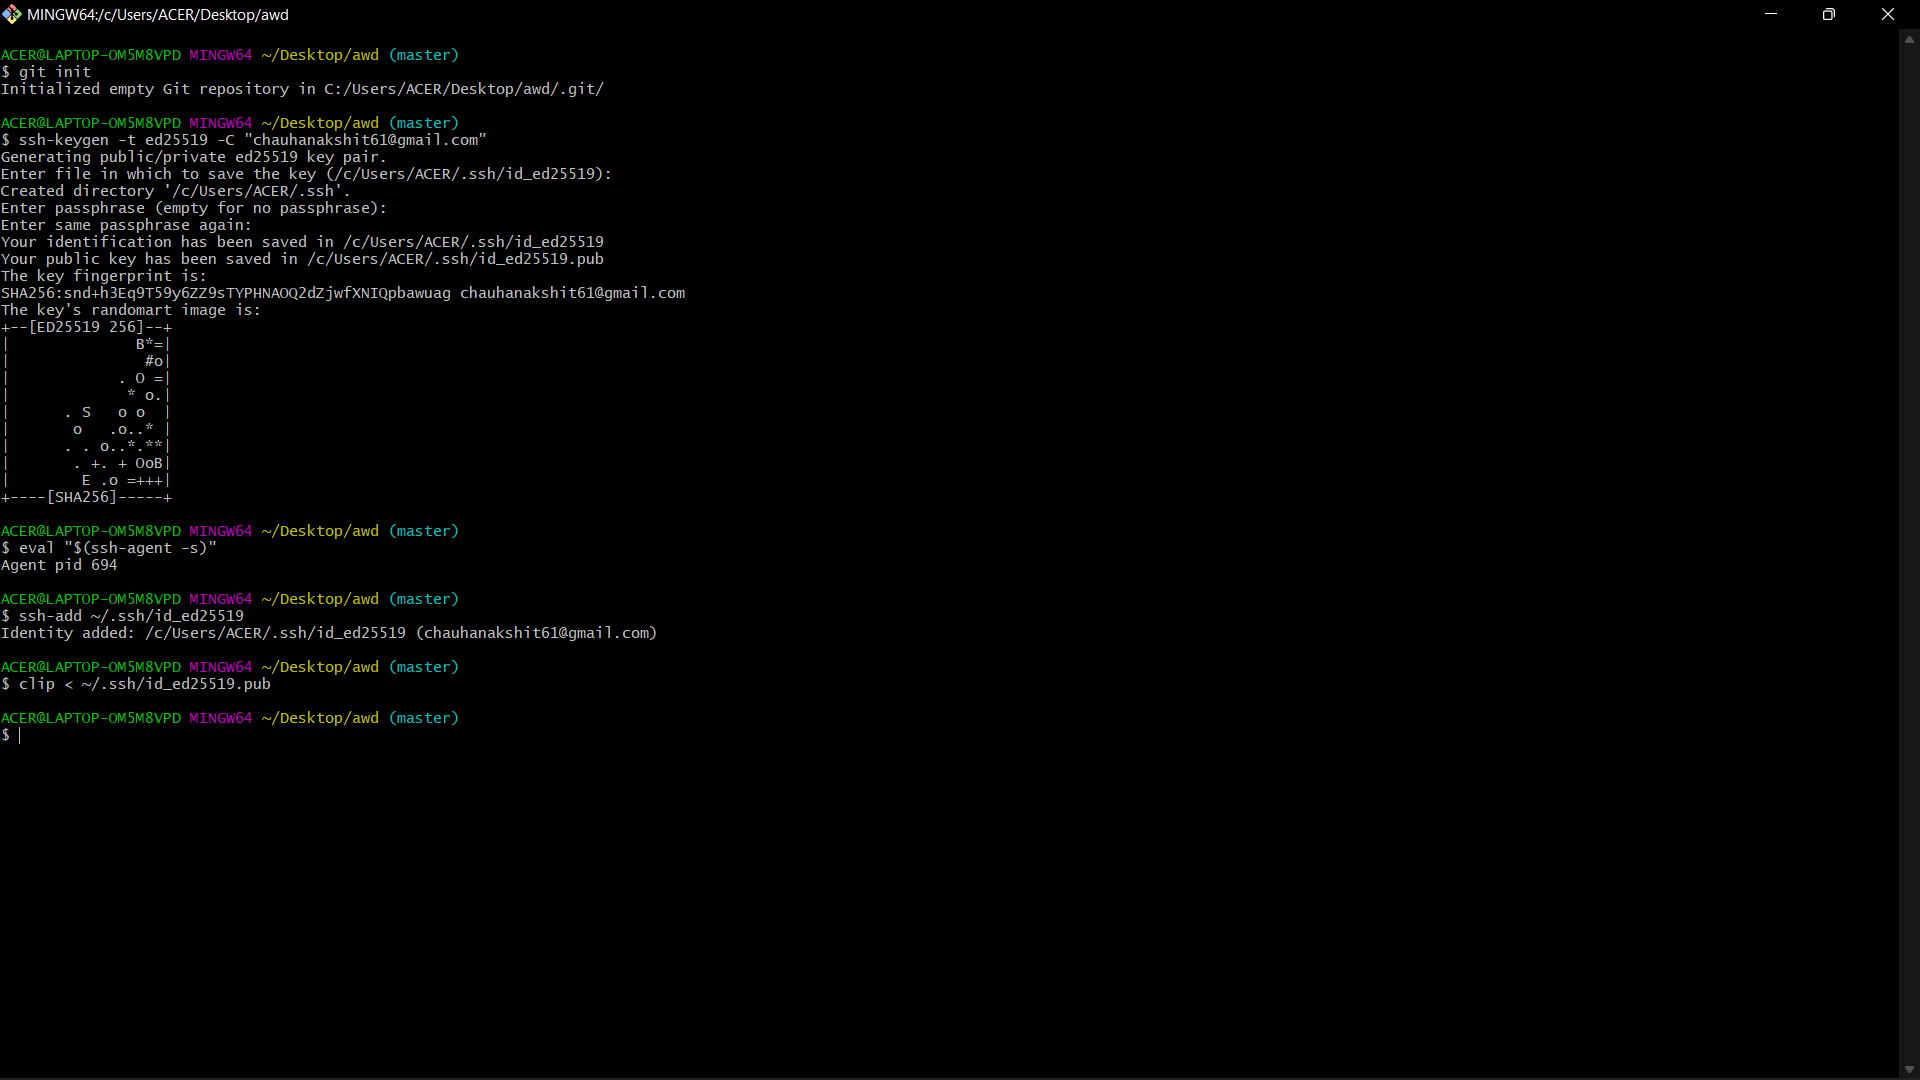 MINGW64:/c/Users/ACER/Desktop/awd
ACER@LAPTOP-OM5M8VPD MINGW64 ~/Desktop/awd (master)
$ git init
Initialized empty Git repository in C:/Users/ACER/Desktop/awd/.git/
ACER@LAPTOP-OM5M8VPD MINGW64 ~/Desktop/awd (master)
$ ssh-keygen -t ed25519 -C "chauhanakshit61@gmail.com"
Generating public/private ed25519 key pair.
Enter file in which to save the key (/c/Users/ACER/.ssh/id_ed25519):
Created directory '/c/Users/ACER/.ssh'.
Enter passphrase (empty for no passphrase):
Enter same passphrase again:
Your identification has been saved in /c/Users/ACER/.ssh/id_ed25519
Your public key has been saved in /c/Users/ACER/.ssh/id_ed25519.pub
The key fingerprint is:
SHA256:snd+h3Eq9T59y6ZZ9sTYPHNAOQ2dZjwfXNIQpbawuag chauhanakshit61@gmail.com
The key's randomart image is:
+--[ED25519 256]--+
|              B*=|
|               #o|
|            . O =|
|             * o.|
|      . S   o o  |
|       o   .o..* |
|      . . o..*.**|
|       . +. + OoB|
|        E .o =+++|
+----[SHA256]-----+
ACER@LAPTOP-OM5M8VPD MINGW64 ~/Desktop/awd (master)
$ eval "$(ssh-agent -s)"
Agent pid 694
ACER@LAPTOP-OM5M8VPD MINGW64 ~/Desktop/awd (master)
$ ssh-add ~/.ssh/id_ed25519
Identity added: /c/Users/ACER/.ssh/id_ed25519 (chauhanakshit61@gmail.com)
ACER@LAPTOP-OM5M8VPD MINGW64 ~/Desktop/awd (master)
$ clip < ~/.ssh/id_ed25519.pub
ACER@LAPTOP-OM5M8VPD MINGW64 ~/Desktop/awd (master)
$